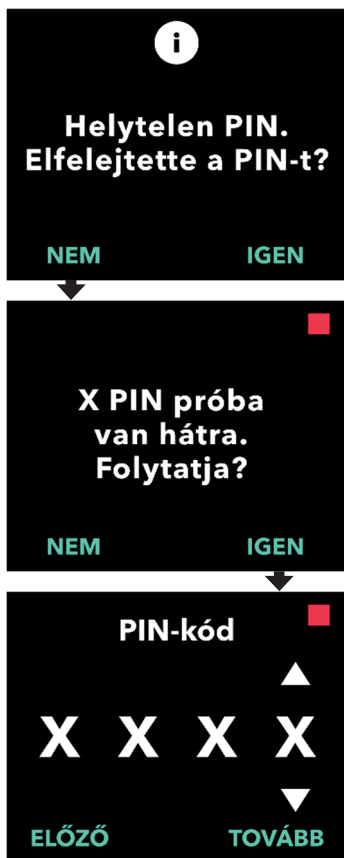 i
Helytelen PIN.
Elfelejtette a PIN-t?
NEM IGEN
X PIN próba
van hátra.
Folytatja?
NEM IGEN
PIN-kód
X X X X
ELŐZŐ TOVÁBB